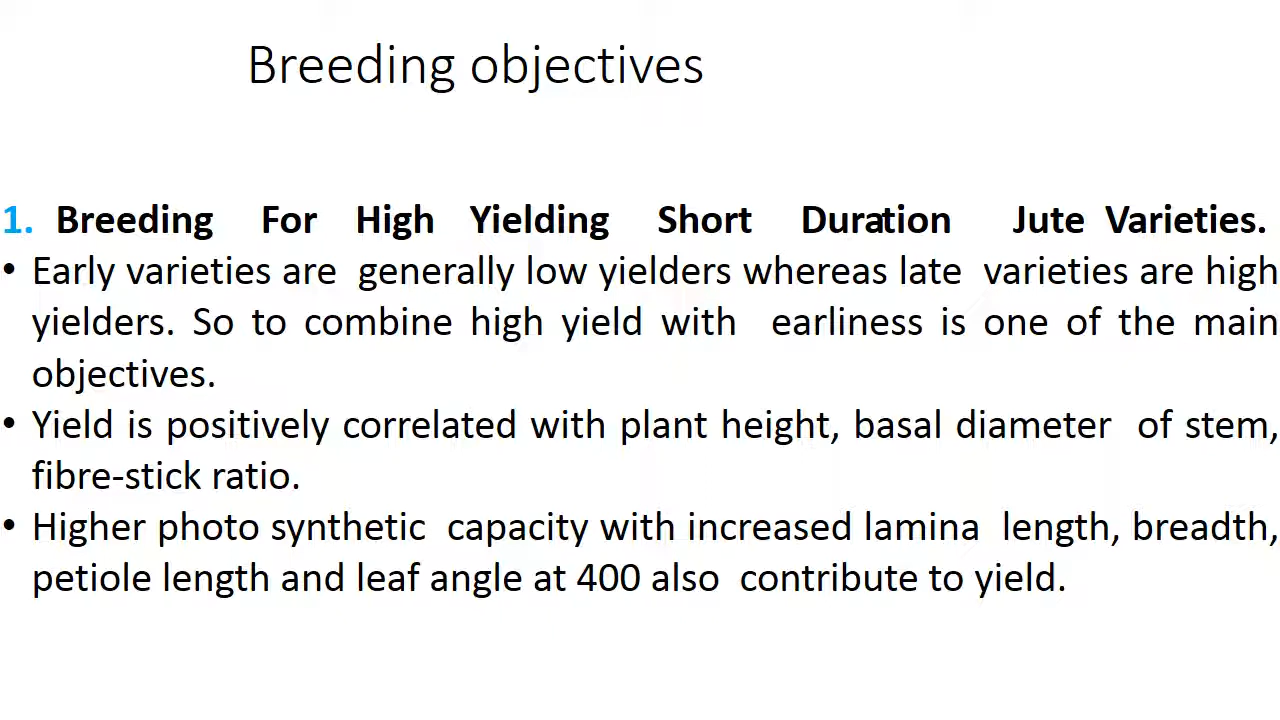 Breeding objectives
1. Breeding For High Yielding Short Duration Jute Varieties.
• Early varieties are generally low yielders whereas late varieties are high
yielders. So to combine high yield with earliness is one of the main
objectives.
• Yield is positively correlated with plant height, basal diameter of stem,
fibre-stick ratio.
• Higher photo synthetic capacity with increased lamina length, breadth,
petiole length and leaf angle at 400 also contribute to yield.